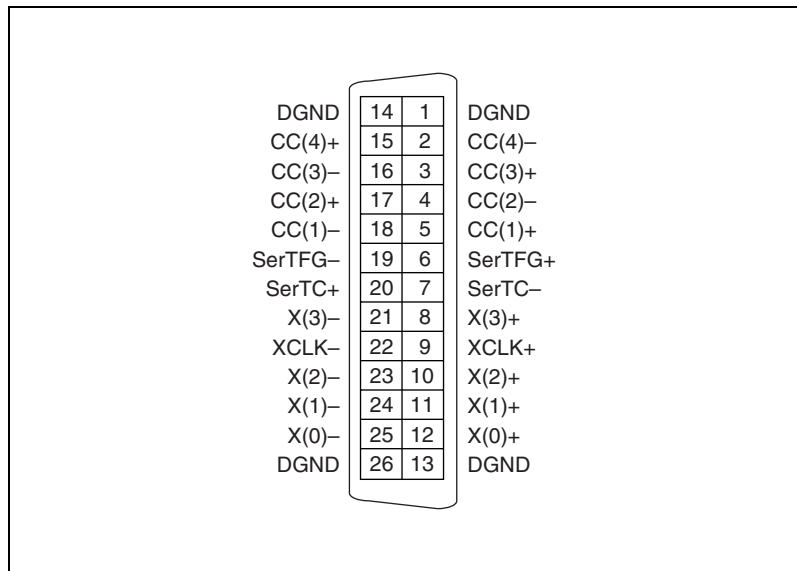 DGND 14 1 DGND
CC(4)+ 15 2 CC(4)–
CC(3)– 16 3 CC(3)+
CC(2)+ 17 4 CC(2)–
CC(1)– 18 5 CC(1)+
SerTFG– 19 6 SerTFG+
SerTC+ 20 7 SerTC–
X(3)– 21 8 X(3)+
XCLK– 22 9 XCLK+
X(2)– 23 10 X(2)+
X(1)– 24 11 X(1)+
X(0)– 25 12 X(0)+
DGND 26 13 DGND